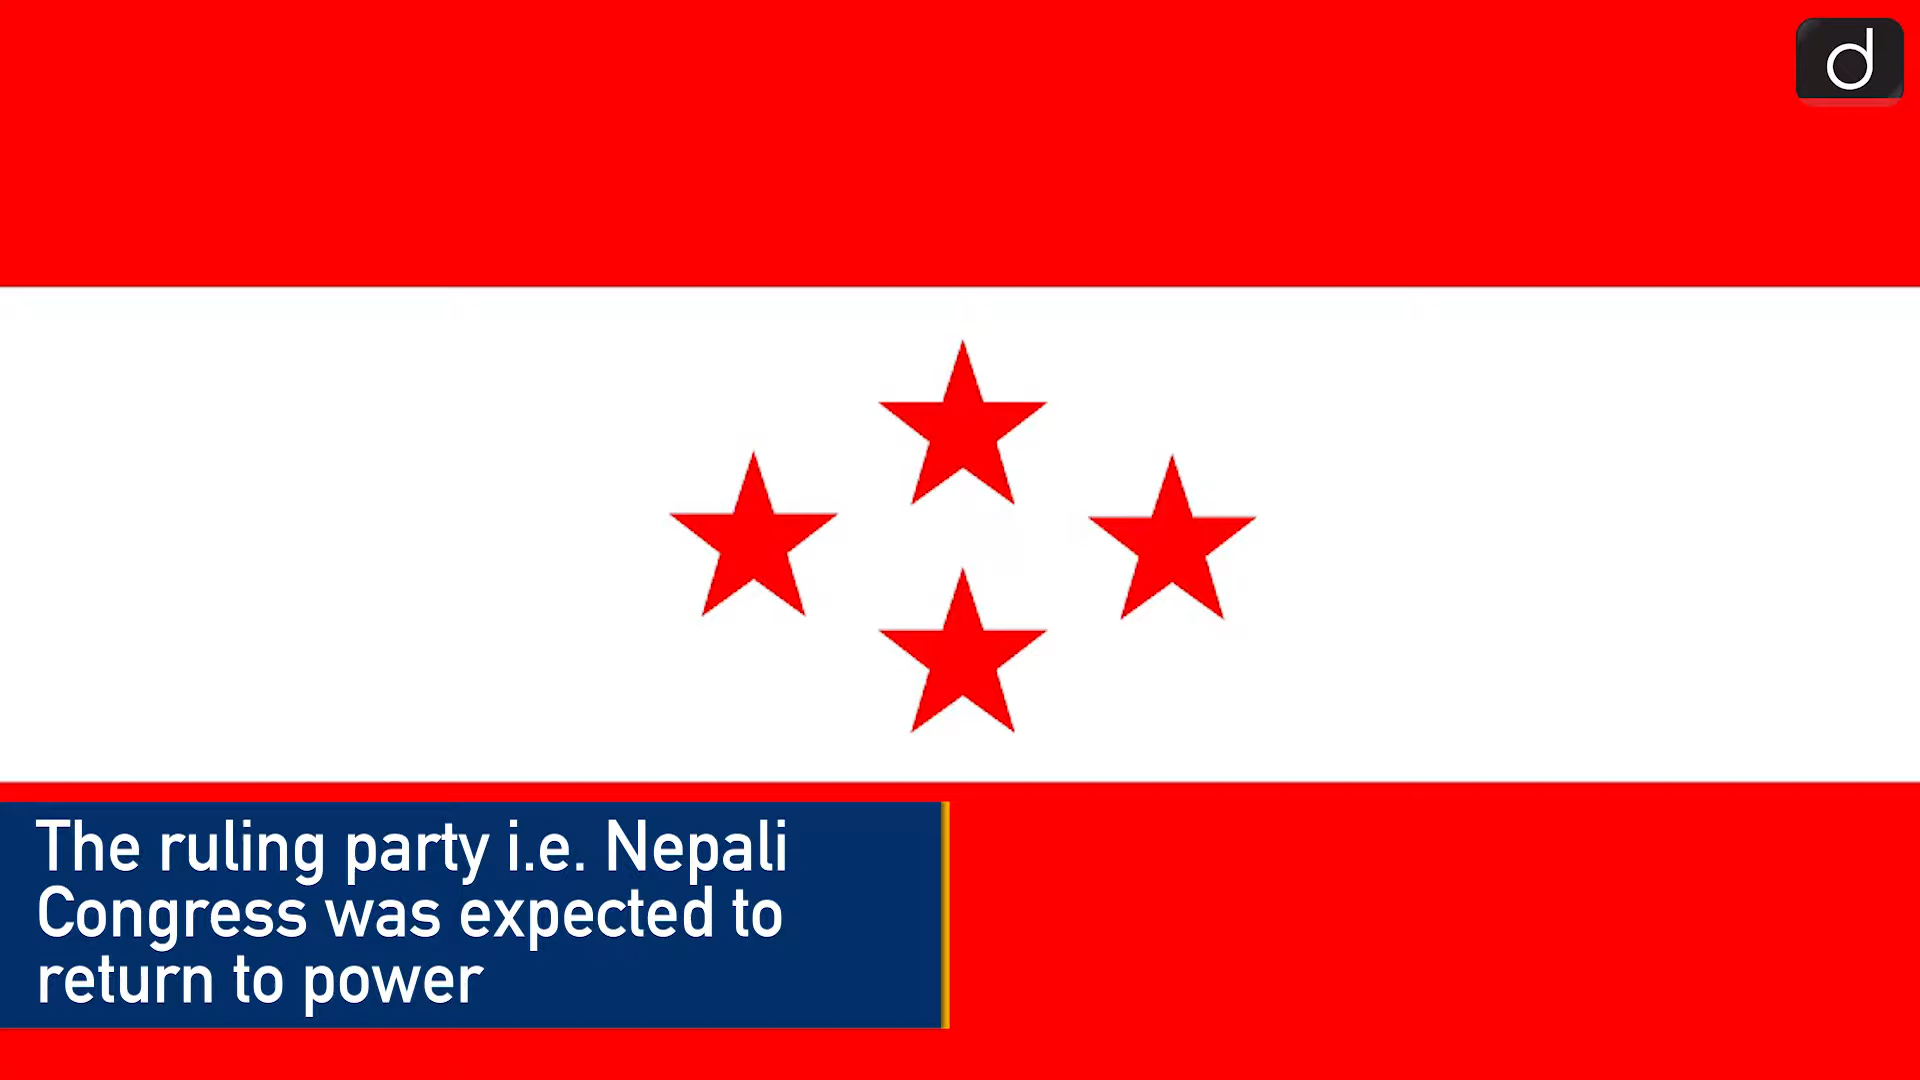 d
The ruling party i.e. Nepali
Congress was expected to
return to power